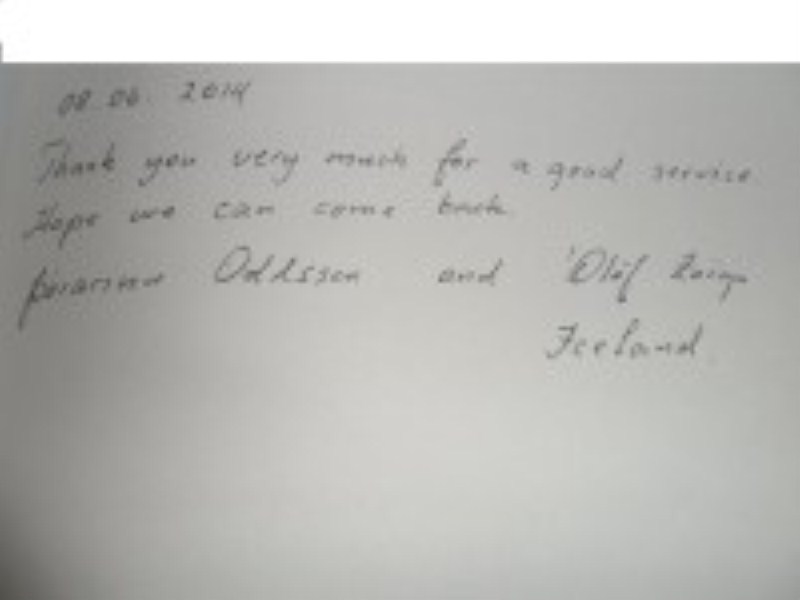 08.06. 2014
Thank you very much for a good service.
Hope we can come back.
Þórarinn Oddsson and Ólöf
Iceland